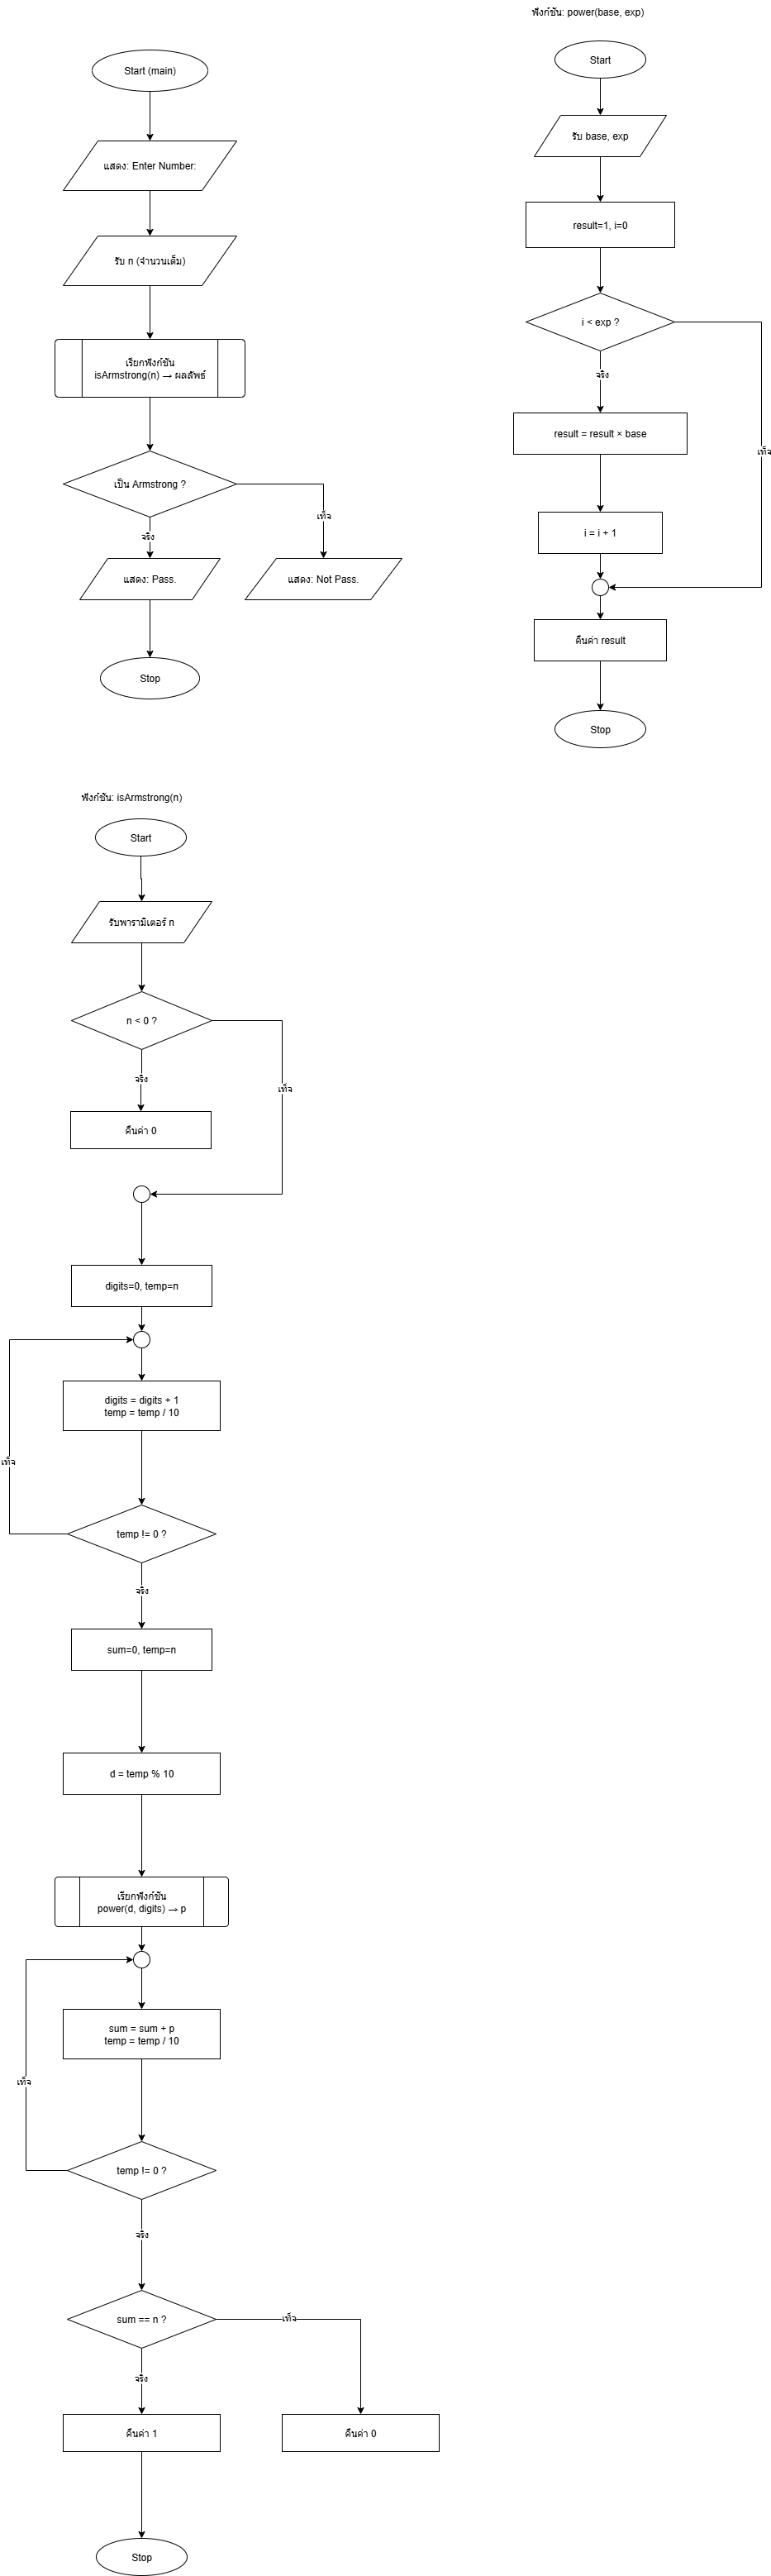 ฟังก์ชัน: power(base, exp)
Start (main)
แสดง: Enter Number:
รับ n (จำนวนเต็ม)
เรียกฟังก์ชัน
isArmstrong(n) → ผลลัพธ์
เป็น Armstrong ?
เท็จ
จริง
แสดง: Pass.
แสดง: Not Pass.
Stop
Start
รับ base, exp
result=1, i=0
i < exp ?
จริง
result = result × base
เท็จ
i = i + 1
คืนค่า result
Stop
ฟังก์ชัน: isArmstrong(n)
Start
รับพารามิเตอร์ n
n < 0 ?
จริง
เท็จ
คืนค่า 0
digits=0, temp=n
digits = digits + 1
temp = temp / 10
เท็จ
temp != 0 ?
จริง
sum=0, temp=n
d = temp % 10
เรียกฟังก์ชัน
power(d, digits) → p
sum = sum + p
temp = temp / 10
เท็จ
temp != 0 ?
จริง
sum == n ?
เท็จ
จริง
คืนค่า 1
คืนค่า 0
Stop